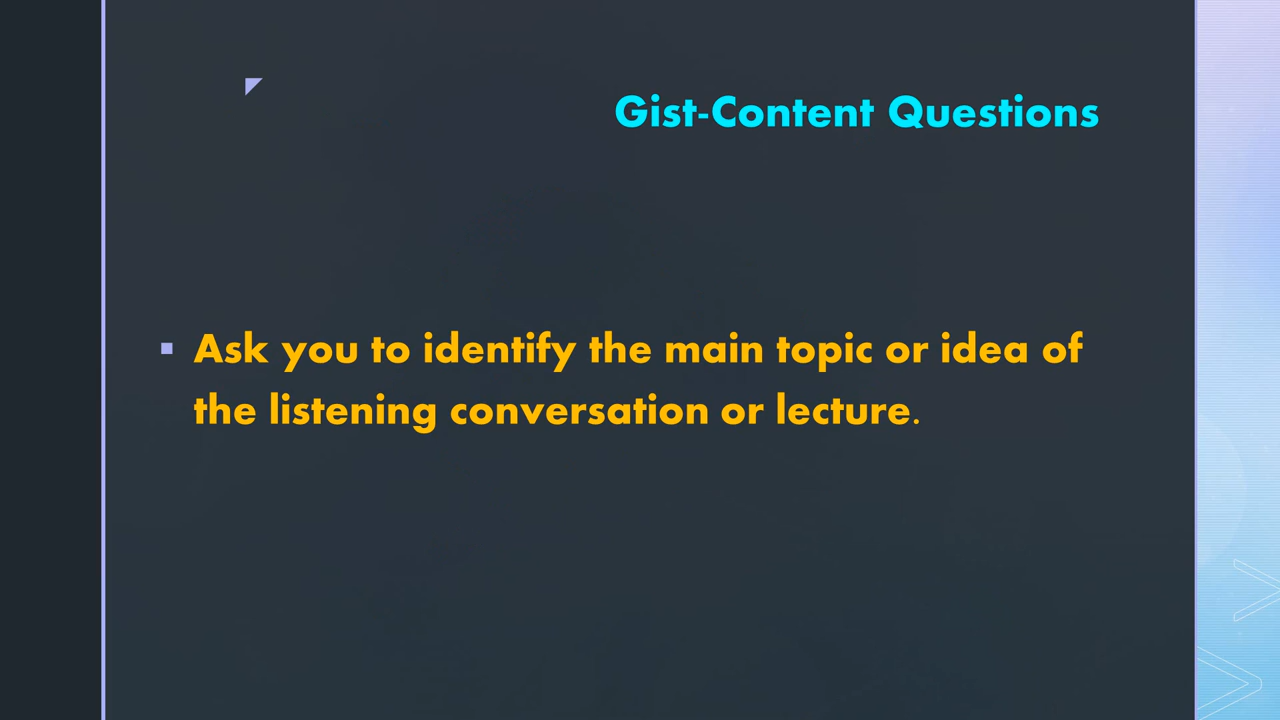 Gist-Content Questions
▪ Ask you to identify the main topic or idea of
the listening conversation or lecture.